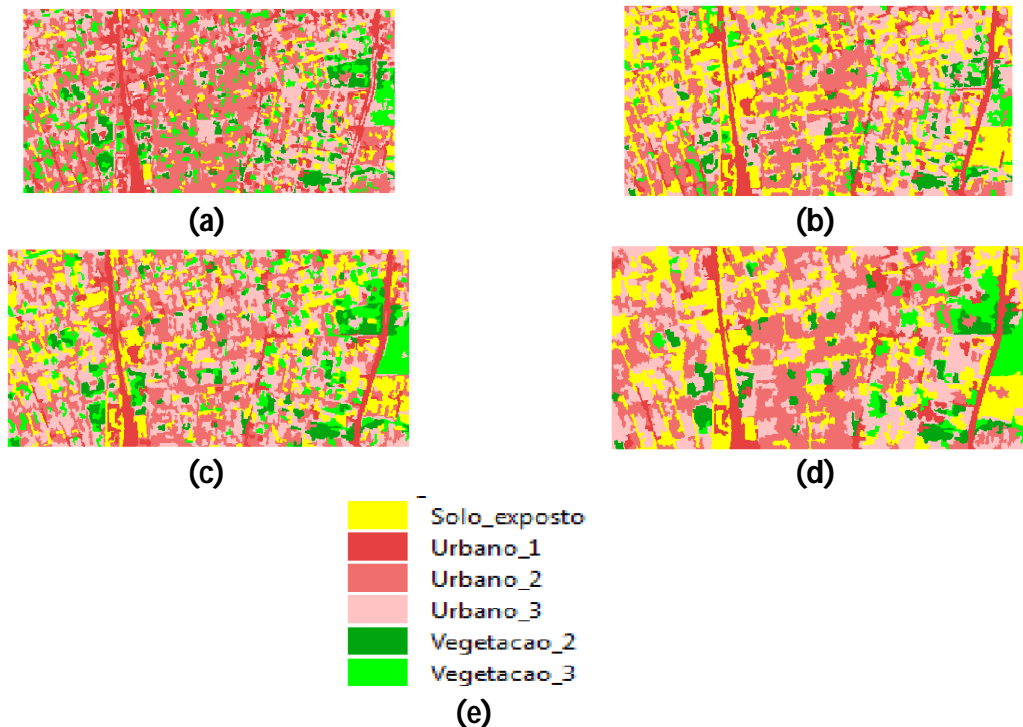 (a)
(b)
(c)
(d)
Solo_exposto
Urbano_1
Urbano_2
Urbano_3
Vegetacao_2
Vegetacao_3
(e)